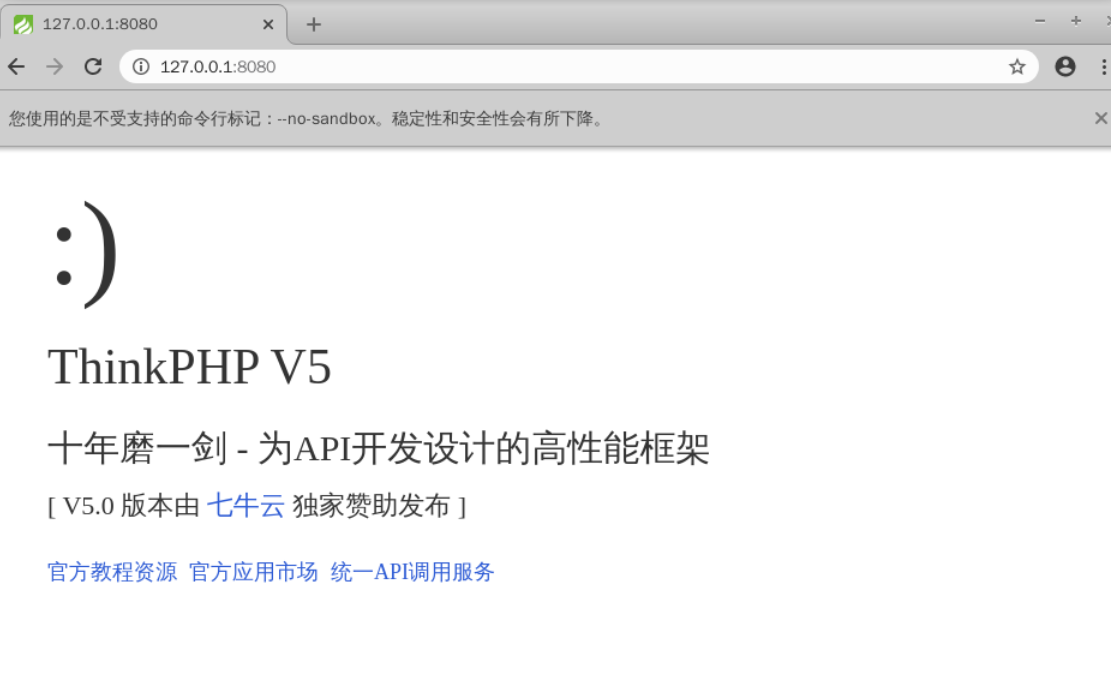 127.0.0.1:8080
127.0.0.1:8080
您使用的是不受支持的命令行标记：--no-sandbox。稳定性和安全性会有所下降。
:)
ThinkPHP V5
十年磨一剑 - 为API开发设计的高性能框架
[ V5.0 版本由 七牛云 独家赞助发布 ]
官方教程资源 官方应用市场 统一API调用服务